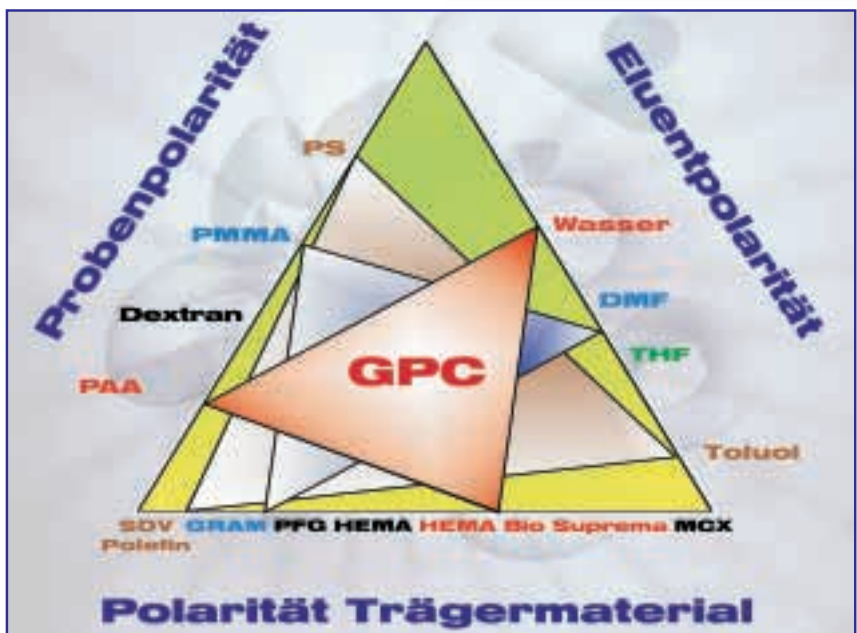 Probenpolarität
Eluentpolarität
PS
Wasser
PMMA
DMF
Dextran
THF
GPC
PAA
Toluol
SDV GRAM PFG HEMA HEMA Bio Suprema MCX
Polefin
Polarität Trägermaterial